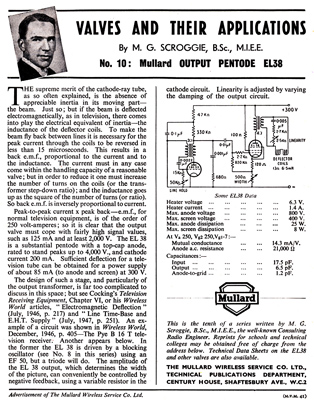 VALVES AND THEIR APPLICATIONS
By M. G. SCROGGIE, B.Sc., M.I.E.E.
No. 10: Mullard OUTPUT PENTODE EL38
THE supreme merit of the cathode-ray tube,
as so often explained, is the absence of
appreciable inertia in its moving part—
the beam. Just so; but if the beam is deflected
electromagnetically, as in television, there comes
into play the electrical equivalent of inertia—the
inductance of the deflector coils. To make the
beam fly back between lines it is necessary for the
peak current through the coils to be reversed in
less than 15 microseconds. This results in a
back e.m.f., proportional to the current and to
the inductance. The current must in any case
come within the handling capacity of a reasonable
valve; but in order to reduce it one must increase
the number of turns on the coils (or the trans-
former step-down ratio); and the inductance goes
up as the square of the number of turns (or ratio).
So back e.m.f. is inversely proportional to current.
Peak-to-peak current x peak back—e.m.f., for
normal television equipment, is of the order of
250 volt-amperes; so it is clear that the output
valve must cope with fairly high signal values,
such as 125 mA and at least 2,000 V. The EL 38
is a substantial pentode with a top-cap anode,
rated to stand peaks up to 4,000 V., and cathode
current 200 mA. Sufficient deflection for a tele-
vision tube can be obtained for a power supply
of about 85 mA (to anode and screen) at 300 V.
The design of such a stage, and particularly of
the output transformer, is far too complicated to
discuss in this space; but see Cocking's Television
Receiving Equipment, Chapter VI, or his Wireless
World articles, "Electromagnetic Deflection"
(July, 1946, p. 217) and "Line Time-Base and
E.H.T. Supply" (July, 1947, p. 251). An ex-
ample of a circuit was shown in Wireless World,
December, 1946, p. 405—The Pye B 16 T tele-
vision receiver. Another appears below. In
the former the EL 38 is driven by a blocking
oscillator (see No. 8 in this series) using an
EF 50, but a triode will do. The amplitude of
the EL 38 output, which determines the width
of the picture, can conveniently be controlled by
negative feedback, using a variable resistor in the
cathode circuit. Linearity is adjusted by varying
the damping of the output circuit.
+300 V
LINE HOLD
WIDTH
DEFLECTOR
COILS
Some EL38 Data
Heater voltage ... ... ... ... 6.3 V.
Heater current ... ... ... ... 1.4 A.
Max. anode voltage ... ... ... 800 V.
Max. screen voltage ... ... ... 400 V.
Max. anode dissipation ... ... ... 25 W.
Max. screen dissipation ... ... ... 8 W.
Mutual conductance ... ... 14.3 mA/V.
Anode a.c. resistance ... ... 21,000 Ω
Capacitances:—
Input ... ... ... ... 17.5 pF.
Output ... ... ... ... 6.5 pF.
Anode-to-grid ... ... ... 1.2 pF.
Mullard
This is the tenth of a series written by M. G.
Scroggie, B.Sc., M.I.E.E., the well-known Consulting
Radio Engineer. Reprints for schools and technical
colleges may be obtained free of charge from the
address below. Technical Data Sheets on the EL38
and other valves are also available.
THE MULLARD WIRELESS SERVICE CO. LTD.,
TECHNICAL PUBLICATIONS DEPARTMENT,
CENTURY HOUSE, SHAFTESBURY AVE., W.C.2
Advertisement of The Mullard Wireless Service Co. Ltd.